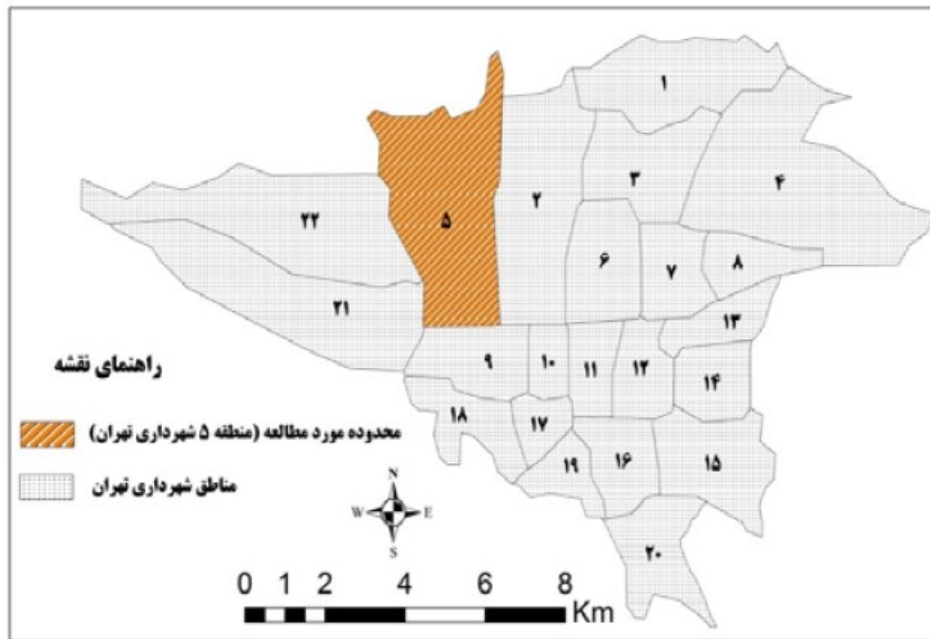 ۱
۳
۴
۵
۲
۲۲
۶
۷
۸
۲۱
۱۳
۹
۱۰
۱۱
۱۲
۱۴
۱۸
۱۷
۱۹
۱۶
۱۵
۲۰
راهنمای نقشه
محدوده مورد مطالعه (منطقه ۵ شهرداری تهران)
مناطق شهرداری تهران
N
W E
S
0 1 2 4 6 8
Km